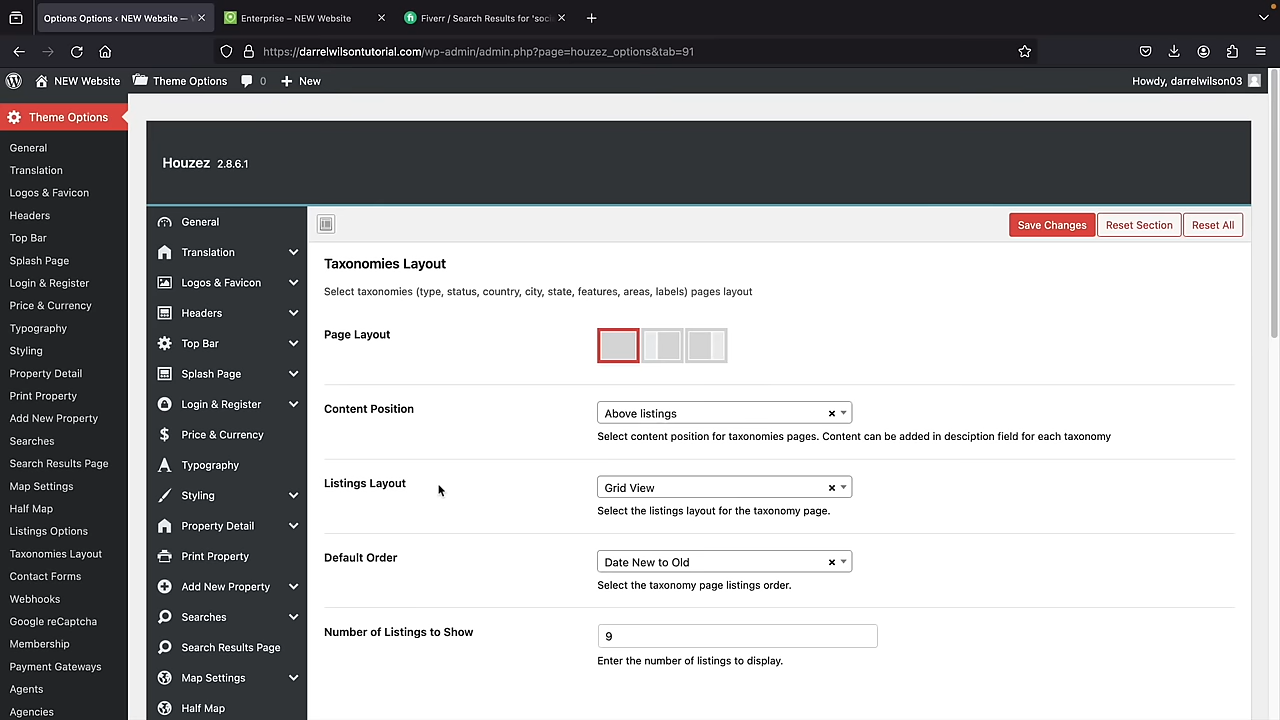 Options Options < NEW Website —
Enterprise – NEW Website
Fiverr / Search Results for 'soci
https://darrelwilsontutorial.com/wp-admin/admin.php?page=houzez_options&tab=91
NEW Website
Theme Options
0
New
Howdy, darrelwilson03
Theme Options
General
Translation
Logos & Favicon
Headers
Top Bar
Splash Page
Login & Register
Price & Currency
Typography
Styling
Property Detail
Print Property
Add New Property
Searches
Search Results Page
Map Settings
Half Map
Listings Options
Taxonomies Layout
Contact Forms
Webhooks
Google reCaptcha
Membership
Payment Gateways
Agents
Agencies
Houzez 2.8.6.1
General
Translation
Logos & Favicon
Headers
Top Bar
Splash Page
Login & Register
Price & Currency
Typography
Styling
Property Detail
Print Property
Add New Property
Searches
Search Results Page
Map Settings
Half Map
Save Changes
Reset Section
Reset All
Taxonomies Layout
Select taxonomies (type, status, country, city, state, features, areas, labels) pages layout
Page Layout
Content Position
Above listings
Select content position for taxonomies pages. Content can be added in desciption field for each taxonomy
Listings Layout
Grid View
Select the listings layout for the taxonomy page.
Default Order
Date New to Old
Select the taxonomy page listings order.
Number of Listings to Show
9
Enter the number of listings to display.